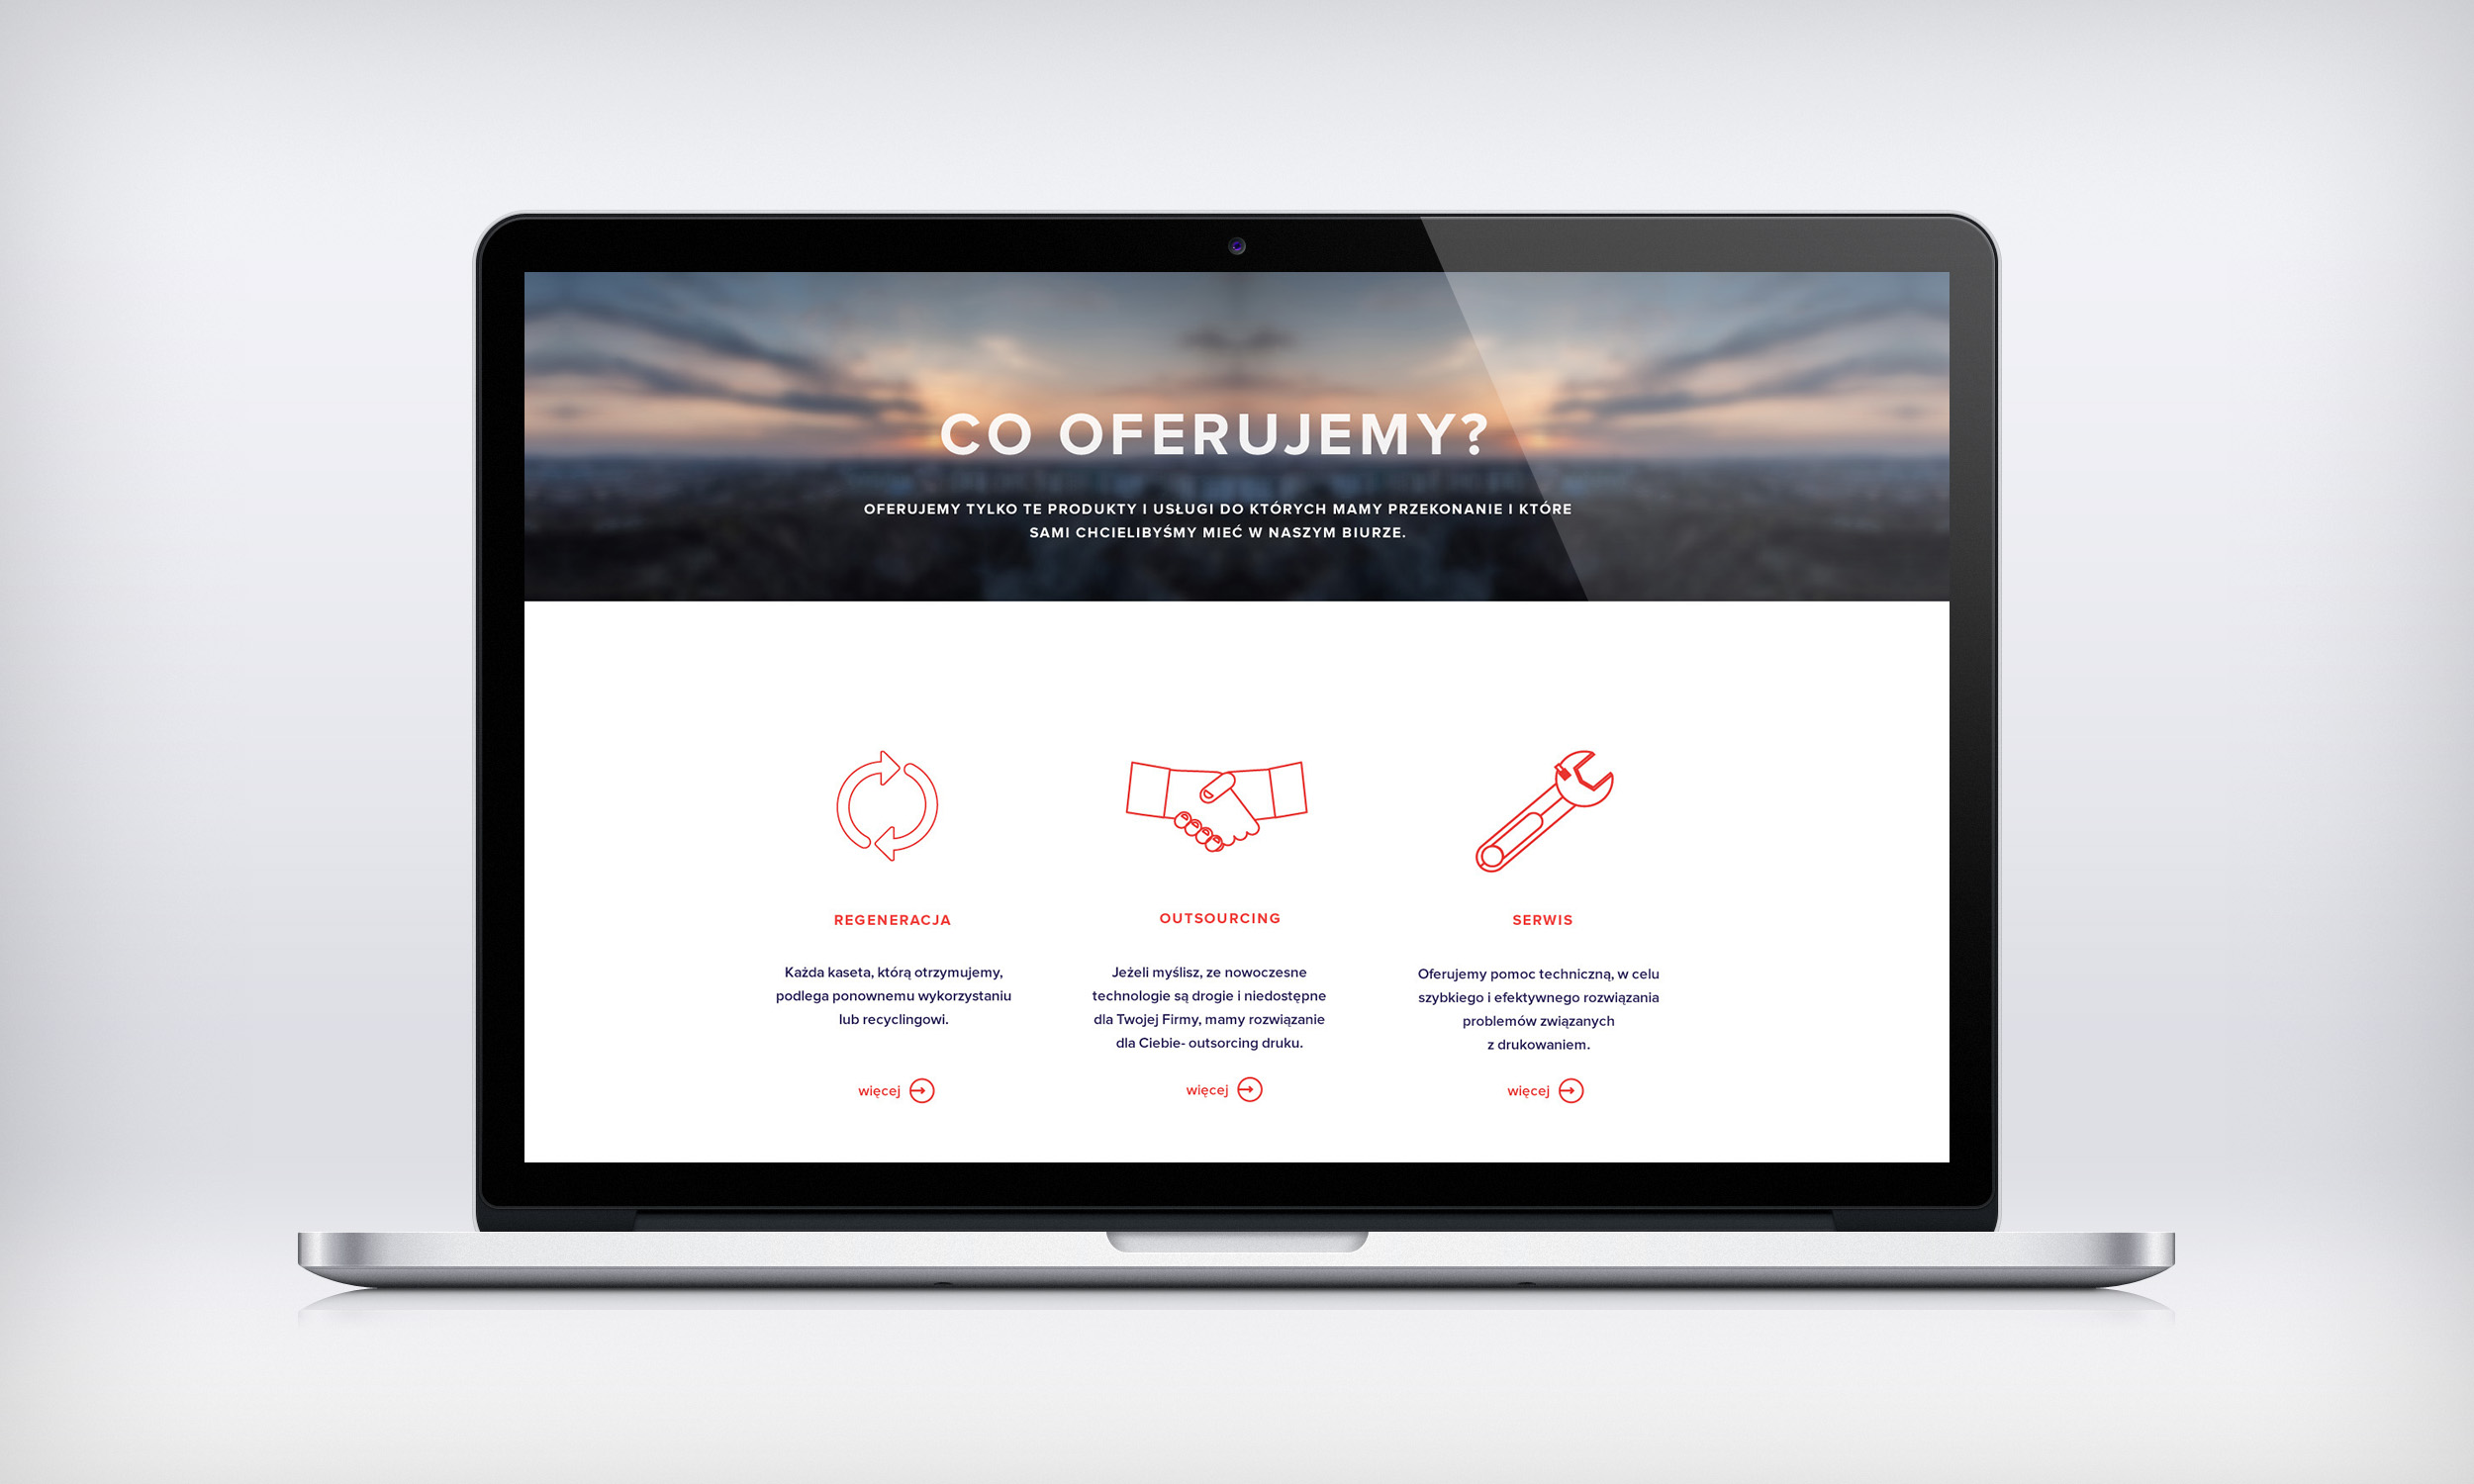 CO OFERUJEMY?
OFERUJEMY TYLKO TE PRODUKTY I USŁUGI DO KTÓRYCH MAMY PRZEKONANIE I KTÓRE
SAMI CHCIELIBYŚMY MIEĆ W NASZYM BIURZE.
REGENERACJA
Każda kaseta, którą otrzymujemy,
podlega ponownemu wykorzystaniu
lub recyclingowi.
więcej
OUTSOURCING
Jeżeli myślisz, ze nowoczesne
technologie są drogie i niedostępne
dla Twojej Firmy, mamy rozwiązanie
dla Ciebie- outsorcing druku.
więcej
SERWIS
Oferujemy pomoc techniczną, w celu
szybkiego i efektywnego rozwiązania
problemów związanych
z drukowaniem.
więcej